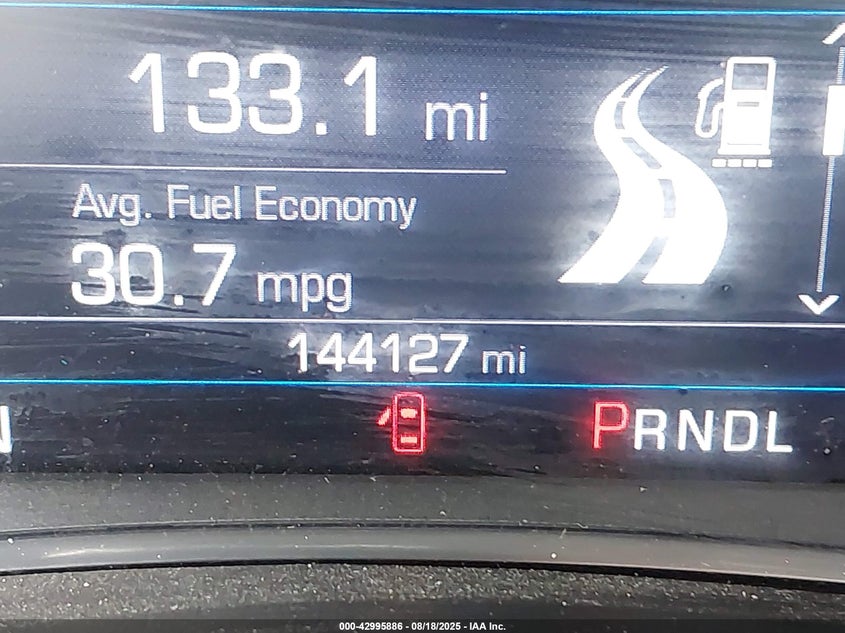 133.1 mi
Avg. Fuel Economy
30.7 mpg
144127 mi
N
PRNDL
000-42995886 - 08/18/2025 - IAA Inc.